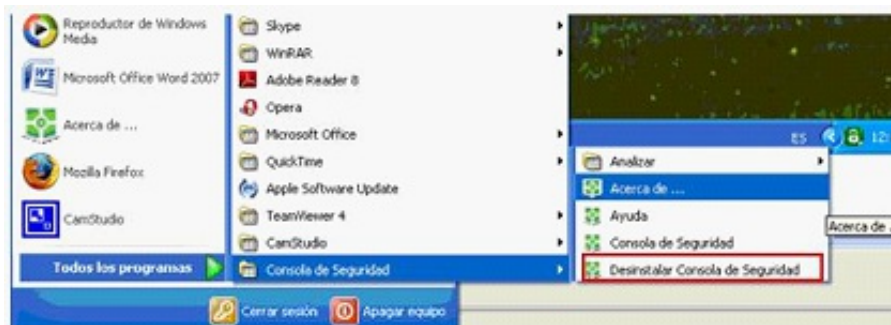 Reproductor de Windows
Media
Microsoft Office Word 2007
Acerca de ...
Mozilla Firefox
CamStudio
Todos los programas
Skype
WinRAR
Adobe Reader 8
Opera
Microsoft Office
QuickTime
Apple Software Update
TeamViewer 4
CamStudio
Consola de Seguridad
Analizar
Acerca de ...
Ayuda
Consola de Seguridad
Desinstalar Consola de Seguridad
ES
12:
Acerca de .
Cerrar sesión
Apagar equipo